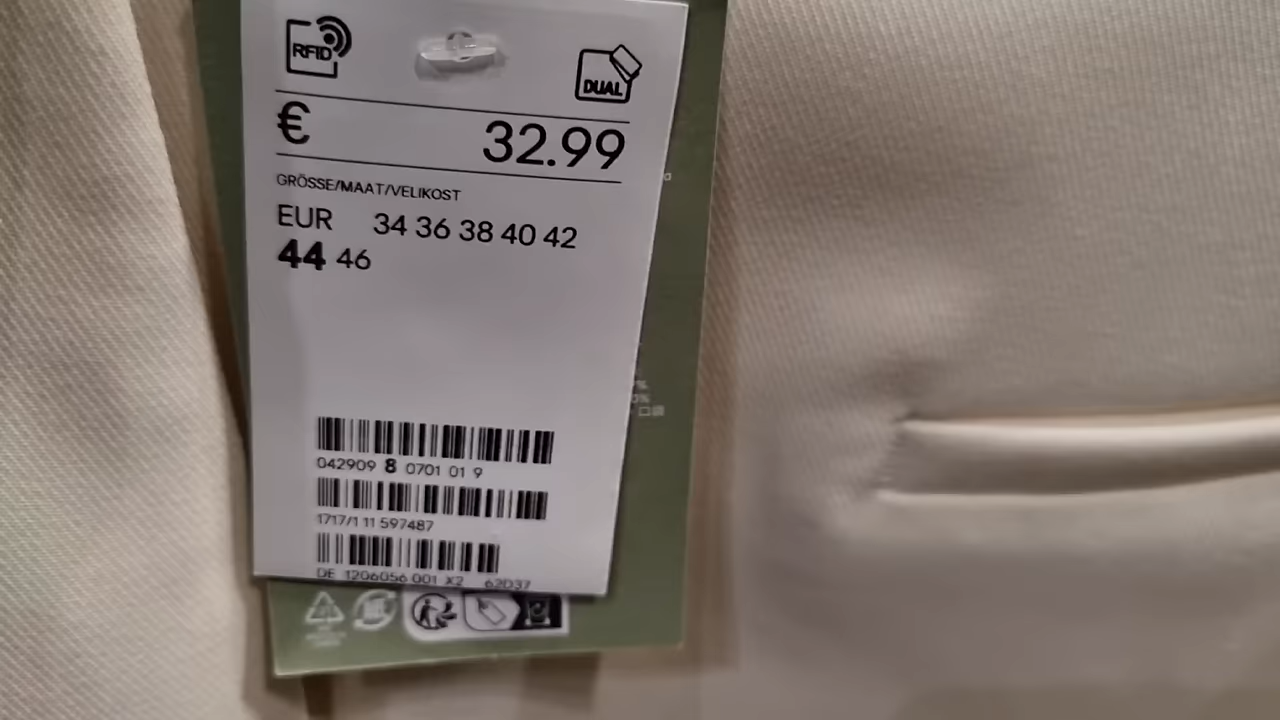 RFID
DUAL
€ 32.99
GRÖSSE/MAAT/VELIKOST
EUR 34 36 38 40 42
44 46
042909 8 0701 01 9
1717/1 11 597487
DE 1206056 001 X2 62D37